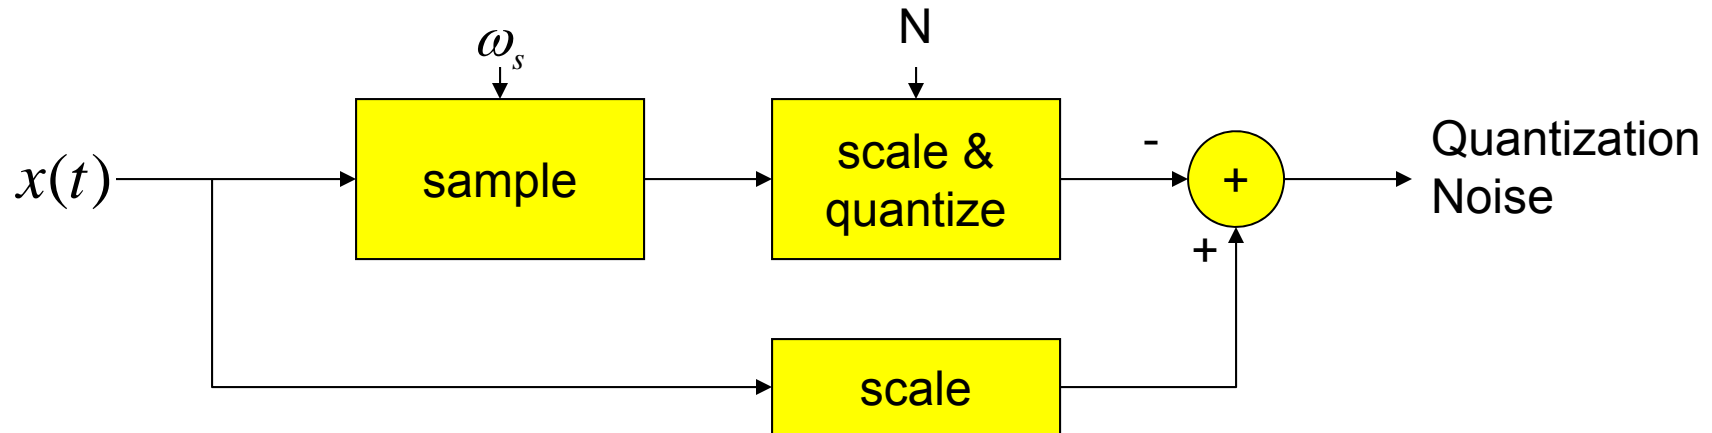 ω_s
N
x(t)
sample
scale &
quantize
-
+
+
Quantization
Noise
scale